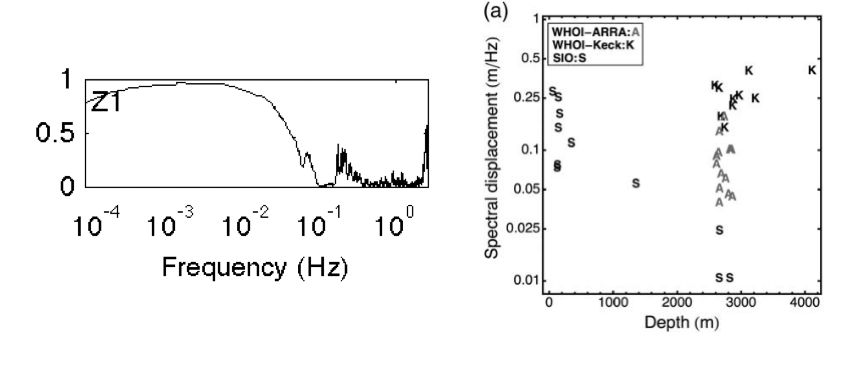 Z1
1
0.5
0
10⁻⁴ 10⁻³ 10⁻² 10⁻¹ 10⁰
Frequency (Hz)
(a)
WHOI-ARRA:A
WHOI-Keck:K
SIO:S
Spectral displacement (m/Hz)
1
0.5
0.25
0.1
0.05
0.025
0.01
K K
K K K K K K K K K
S S S S S S S S S S S
A A A A A A A A A A A A
0 1000 2000 3000 4000
Depth (m)